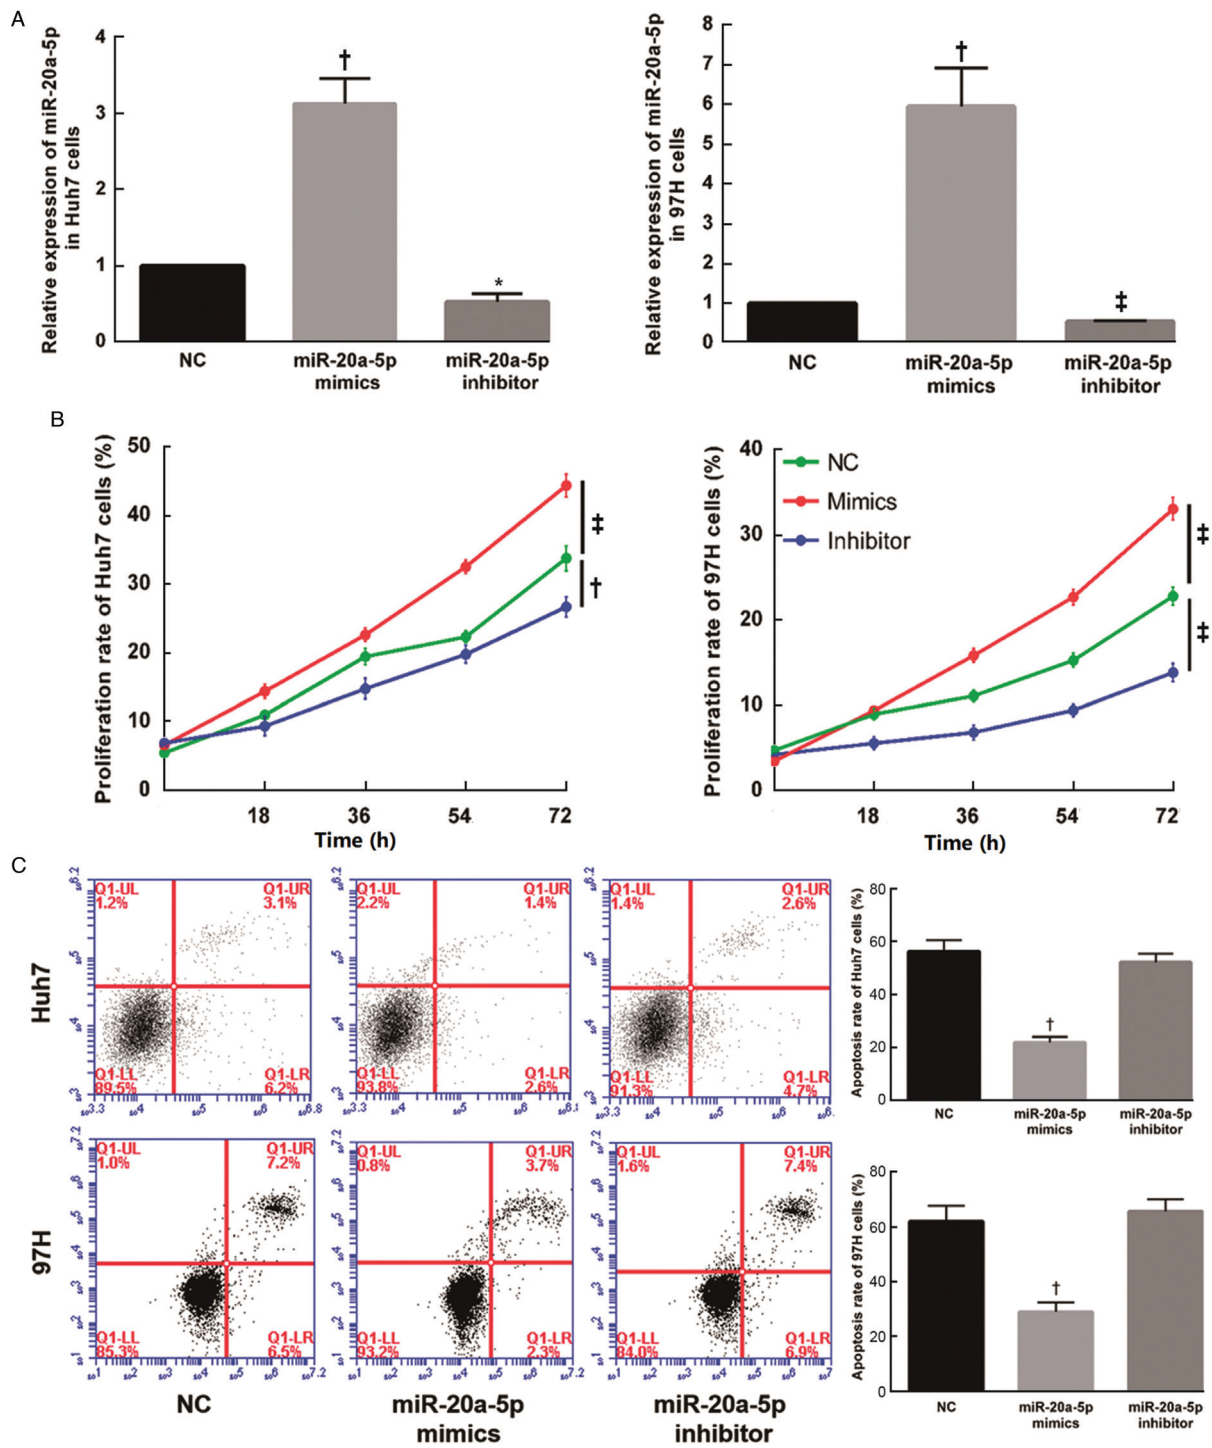 A
Relative expression of miR-20a-5p
in Huh7 cells
4
3
2
1
0
†
*
NC
miR-20a-5p
mimics
miR-20a-5p
inhibitor
Relative expression of miR-20a-5p
in 97H cells
8
7
6
5
4
3
2
1
0
†
‡
NC
miR-20a-5p
mimics
miR-20a-5p
inhibitor
B
Proliferation rate of Huh7 cells (%)
50
40
30
20
10
0
‡
†
18 36 54 72
Time (h)
Proliferation rate of 97H cells (%)
40
30
20
10
0
NC
Mimics
Inhibitor
‡
‡
18 36 54 72
Time (h)
C
Huh7
Q1-UL Q1-UR
1.2% 3.1%
Q1-LL Q1-LR
89.5% 6.2%
Q1-UL Q1-UR
2.2% 1.4%
Q1-LL Q1-LR
93.8% 2.6%
Q1-UL Q1-UR
1.4% 2.6%
Q1-LL Q1-LR
91.3% 4.7%
Apoptosis rate of Huh7 cells (%)
80
60
40
20
0
†
NC
miR-20a-5p
mimics
miR-20a-5p
inhibitor
97H
Q1-UL Q1-UR
1.0% 7.2%
Q1-LL Q1-LR
85.3% 6.5%
Q1-UL Q1-UR
0.8% 3.7%
Q1-LL Q1-LR
93.2% 2.3%
Q1-UL Q1-UR
1.6% 7.4%
Q1-LL Q1-LR
84.0% 6.9%
NC
miR-20a-5p
mimics
miR-20a-5p
inhibitor
Apoptosis rate of 97H cells (%)
80
60
40
20
0
†
NC
miR-20a-5p
mimics
miR-20a-5p
inhibitor